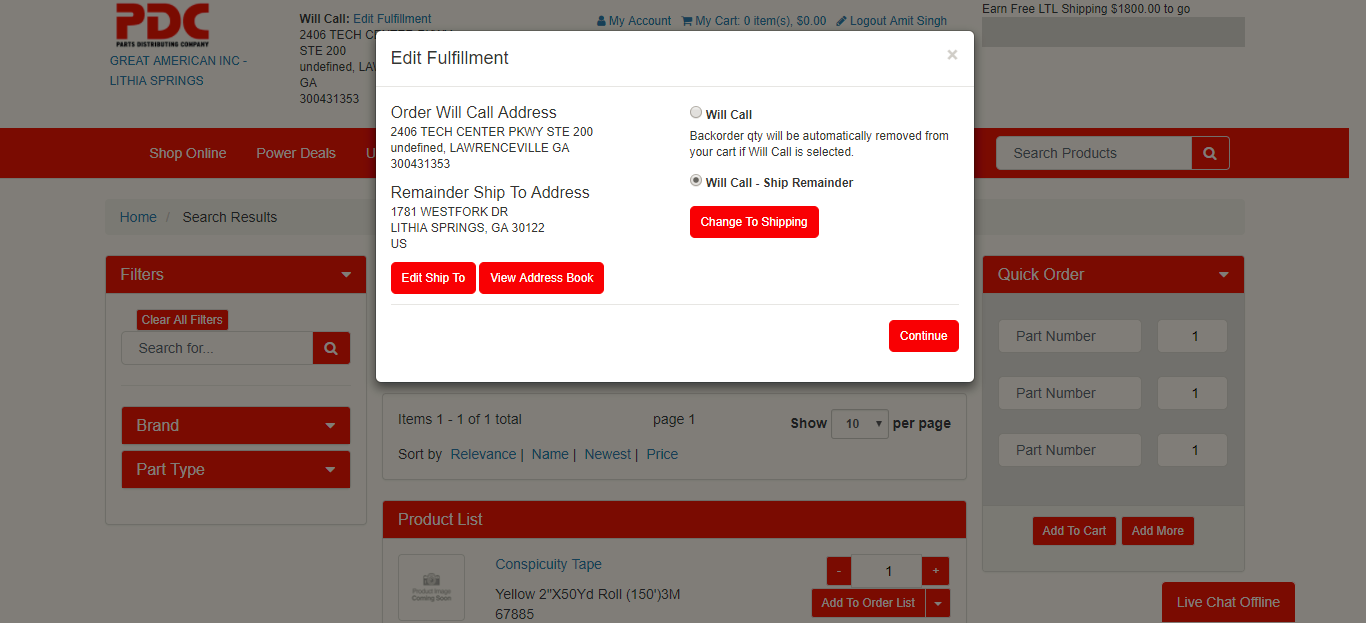 PDC
PARTS DISTRIBUTING COMPANY
GREAT AMERICAN INC -
LITHIA SPRINGS
Will Call: Edit Fulfillment
2406 TECH CENTER
STE 200
undefined,
GA
300431353
My Account My Cart: 0 item(s), $0.00 Logout Amit Singh
Earn Free LTL Shipping $1800.00 to go
Shop Online Power Deals
Search Products
Home / Search Results
Edit Fulfillment ×
Order Will Call Address
2406 TECH CENTER PKWY STE 200
undefined, LAWRENCEVILLE GA
300431353
Remainder Ship To Address
1781 WESTFORK DR
LITHIA SPRINGS, GA 30122
US
Edit Ship To View Address Book
Will Call
Backorder qty will be automatically removed from
your cart if Will Call is selected.
Will Call - Ship Remainder
Change To Shipping
Continue
Filters
Clear All Filters
Search for...
Brand
Part Type
Items 1 - 1 of 1 total page 1 Show 10 per page
Sort by Relevance | Name | Newest | Price
Product List
Product Image
Coming Soon
Conspicuity Tape
Yellow 2"X50Yd Roll (150')3M
67885
- 1 +
Add To Order List
Quick Order
Part Number 1
Part Number 1
Part Number 1
Add To Cart Add More
Live Chat Offline